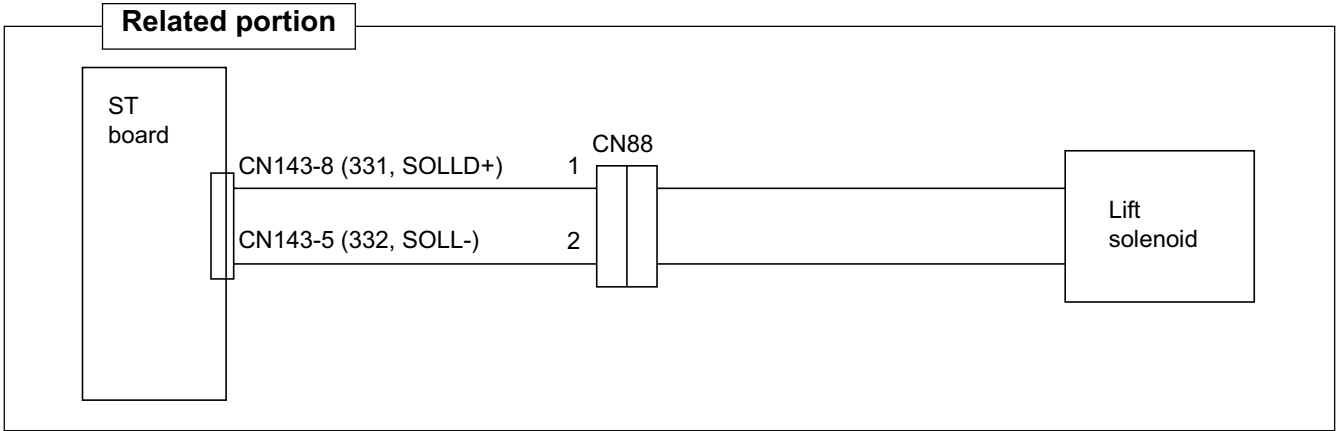 Related portion
ST
board
CN88
CN143-8 (331, SOLLD+)
1
CN143-5 (332, SOLL-)
2
Lift
solenoid